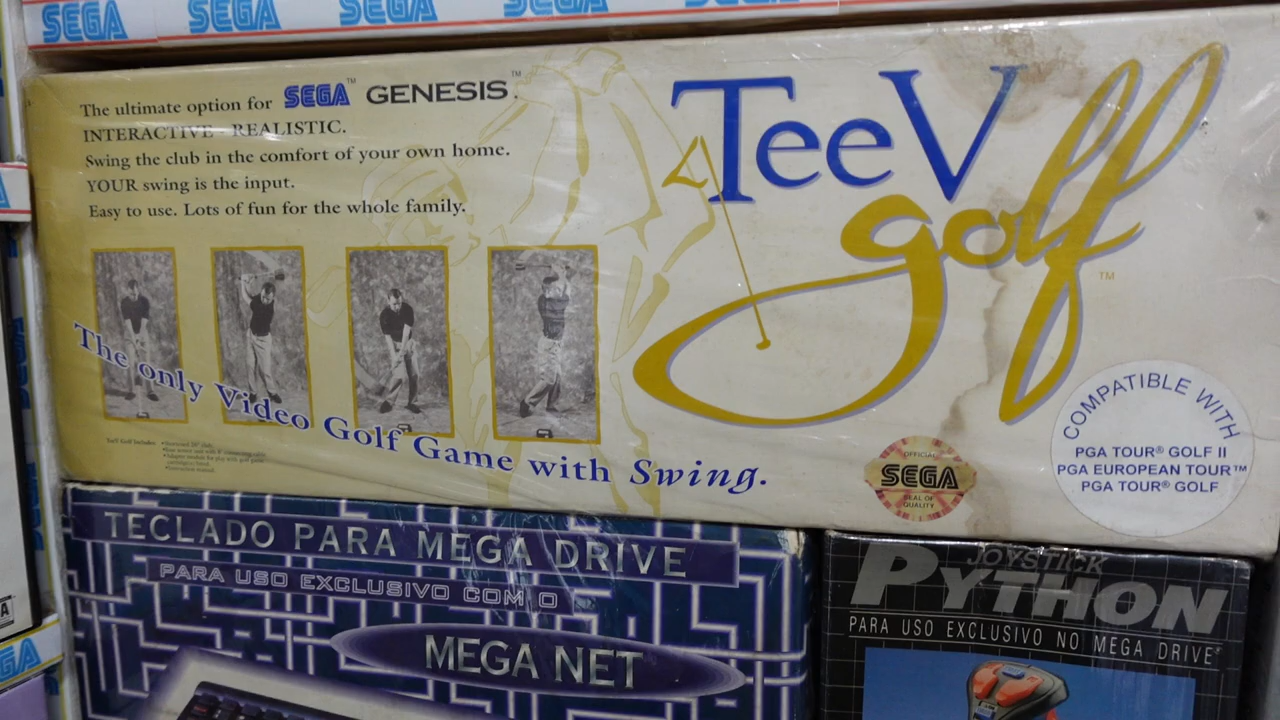 SEGA SEGA SEGA SEGA SEGA
The ultimate option for SEGA™ GENESIS™.
INTERACTIVE - REALISTIC.
Swing the club in the comfort of your own home.
YOUR swing is the input.
Easy to use. Lots of fun for the whole family.
TeeV
golf™
The only Video Golf Game with Swing.
OFFICIAL
SEGA
SEAL OF
QUALITY
COMPATIBLE WITH
PGA TOUR® GOLF II
PGA EUROPEAN TOUR™
PGA TOUR® GOLF
TECLADO PARA MEGA DRIVE
PARA USO EXCLUSIVO COM O
MEGA NET
JOYSTICK
PYTHON
PARA USO EXCLUSIVO NO MEGA DRIVE